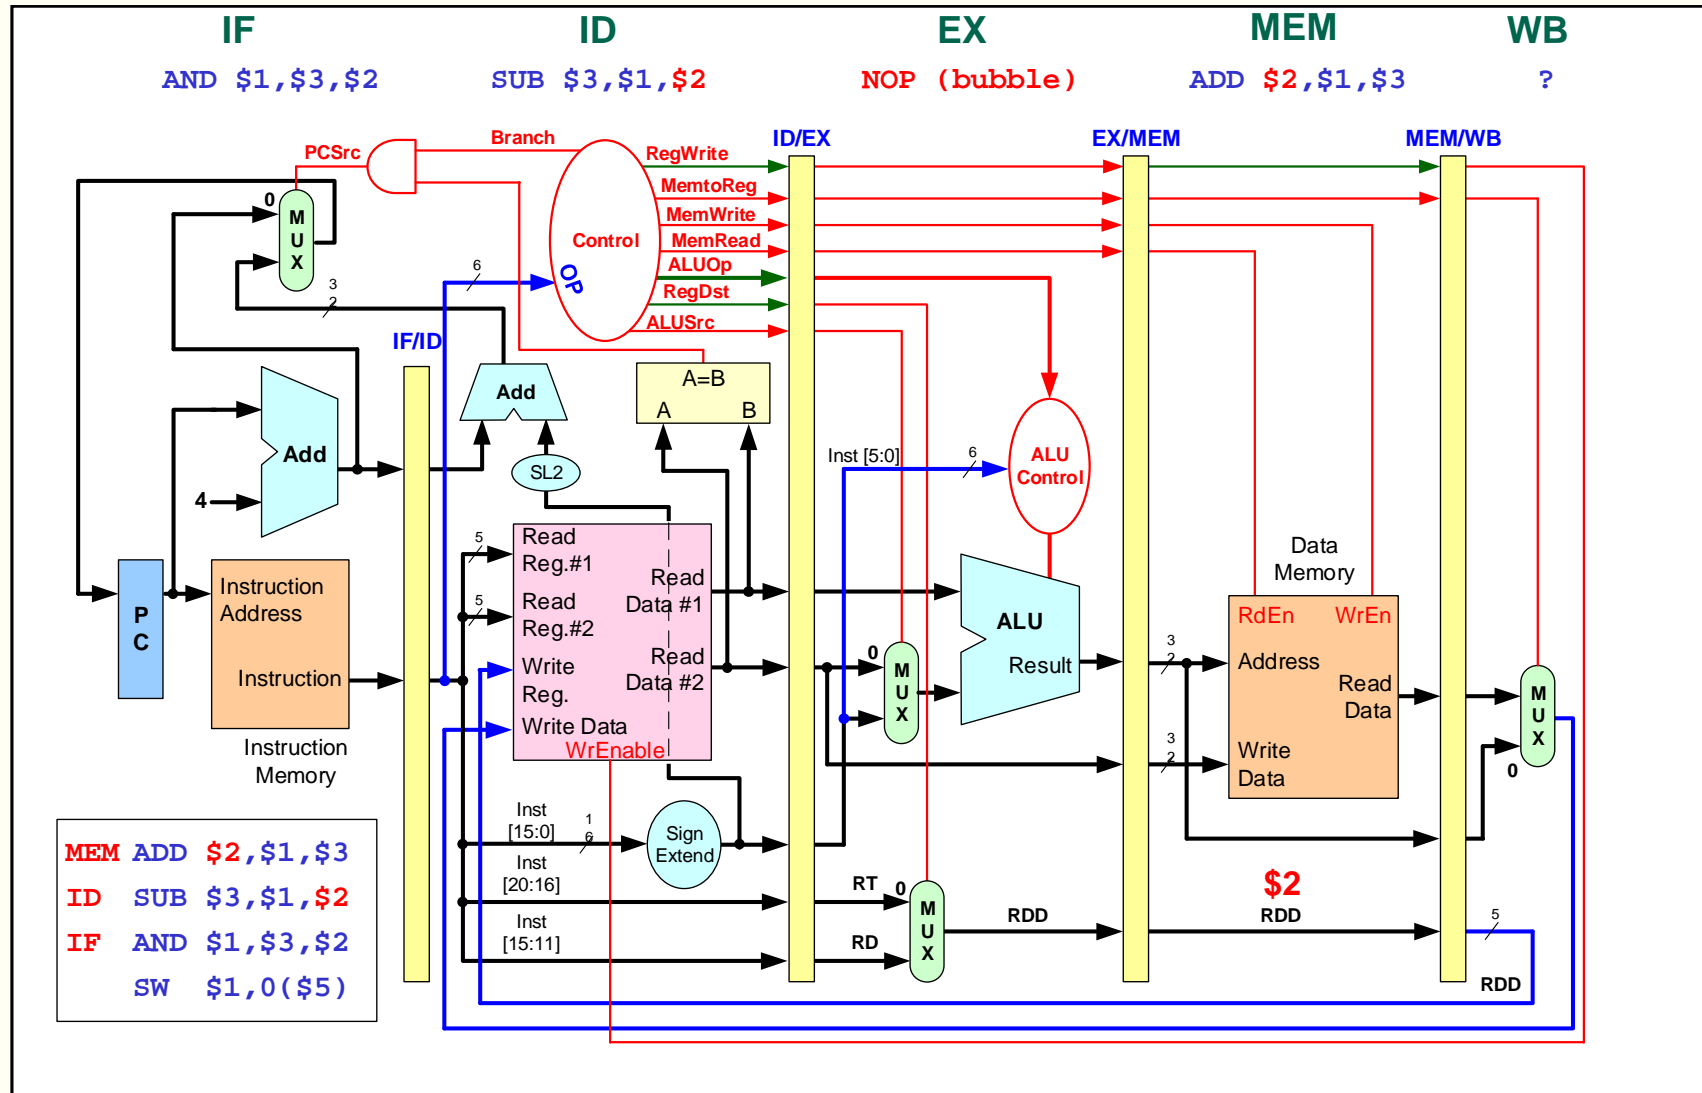 IF ID EX MEM WB
AND $1,$3,$2 SUB $3,$1,$2 NOP (bubble) ADD $2,$1,$3 ?
ID/EX EX/MEM MEM/WB
Branch
PCSrc
RegWrite
MemtoReg
MemWrite
MemRead
ALUOp
RegDst
ALUSrc
Control
OP
6
0
M
U
X
3
2
IF/ID
Add
4
Add
SL2
A=B
A B
Inst [5:0]
6
ALU
Control
P
C
Instruction
Address
Instruction
Instruction
Memory
5
Read
Reg.#1
5
Read
Reg.#2
Write
Reg.
Write Data
WrEnable
Read
Data #1
Read
Data #2
0
M
U
X
ALU
Result
Data
Memory
RdEn WrEn
Address
Read
Data
Write
Data
3
2
3
2
M
U
X
0
Inst
[15:0]
1
6
Sign
Extend
Inst
[20:16]
Inst
[15:11]
RT
0
RD
M
U
X
RDD
$2
RDD
5
RDD
MEM ADD $2,$1,$3
ID SUB $3,$1,$2
IF AND $1,$3,$2
SW $1,0($5)